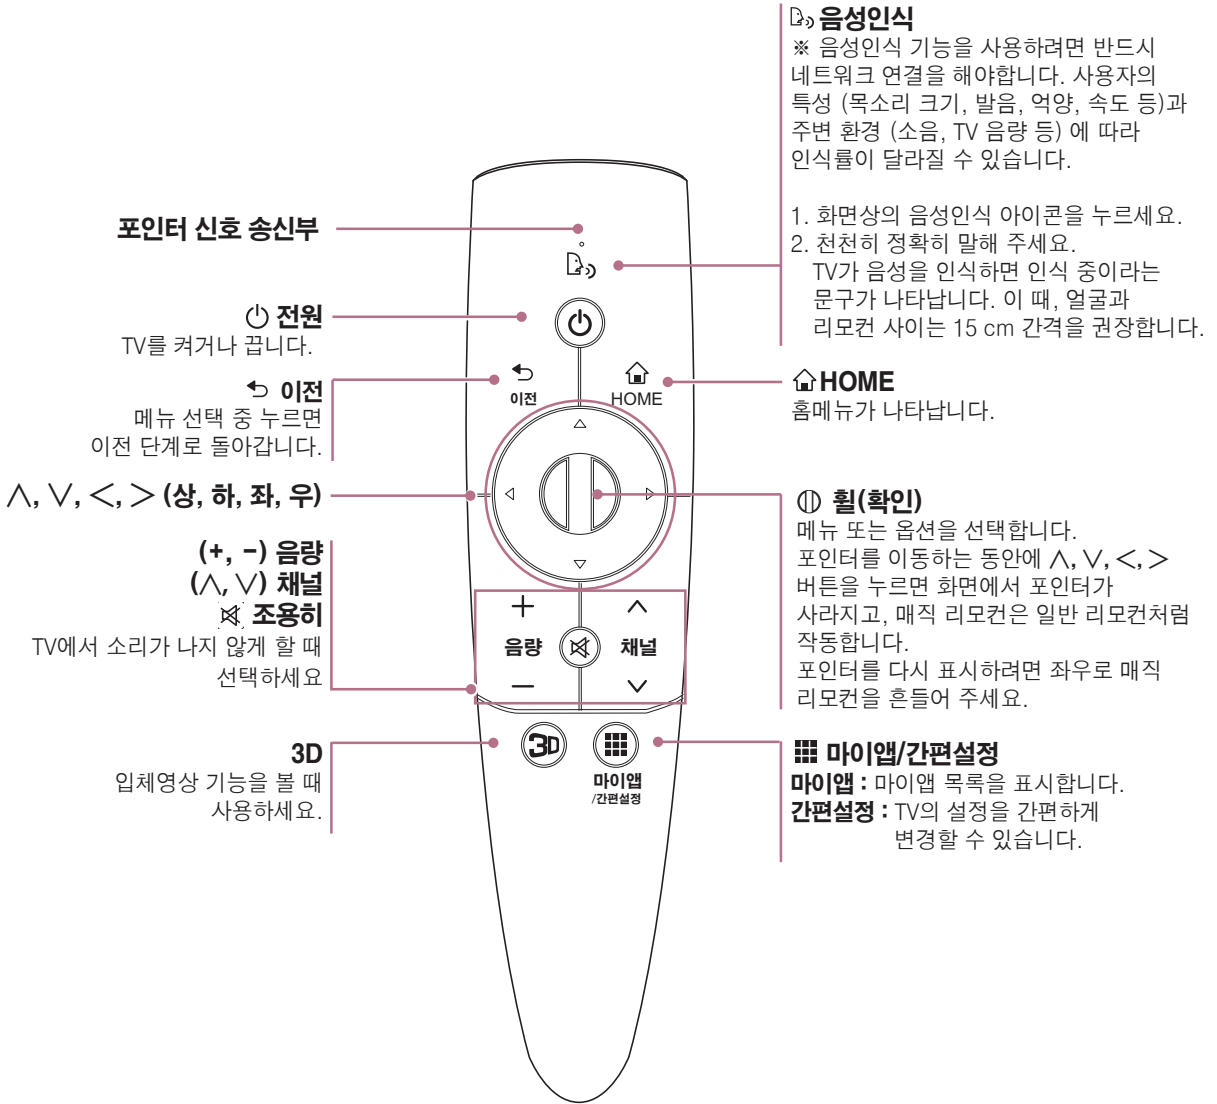 음성인식
※ 음성인식 기능을 사용하려면 반드시
네트워크 연결을 해야합니다. 사용자의
특성 (목소리 크기, 발음, 억양, 속도 등)과
주변 환경 (소음, TV 음량 등) 에 따라
인식률이 달라질 수 있습니다.
1. 화면상의 음성인식 아이콘을 누르세요.
2. 천천히 정확히 말해 주세요.
TV가 음성을 인식하면 인식 중이라는
문구가 나타납니다. 이 때, 얼굴과
리모컨 사이는 15 cm 간격을 권장합니다.
포인터 신호 송신부
전원
TV를 켜거나 끕니다.
이전
메뉴 선택 중 누르면
이전 단계로 돌아갑니다.
∧, ∨, <, > (상, 하, 좌, 우)
(+, -) 음량
(∧, ∨) 채널
조용히
TV에서 소리가 나지 않게 할 때
선택하세요
3D
입체영상 기능을 볼 때
사용하세요.
이전
HOME
+
음량
−
∧
채널
∨
3D
마이앱
/간편설정
HOME
홈메뉴가 나타납니다.
휠(확인)
메뉴 또는 옵션을 선택합니다.
포인터를 이동하는 동안에 ∧, ∨, <, >
버튼을 누르면 화면에서 포인터가
사라지고, 매직 리모컨은 일반 리모컨처럼
작동합니다.
포인터를 다시 표시하려면 좌우로 매직
리모컨을 흔들어 주세요.
마이앱/간편설정
마이앱 : 마이앱 목록을 표시합니다.
간편설정 : TV의 설정을 간편하게
변경할 수 있습니다.